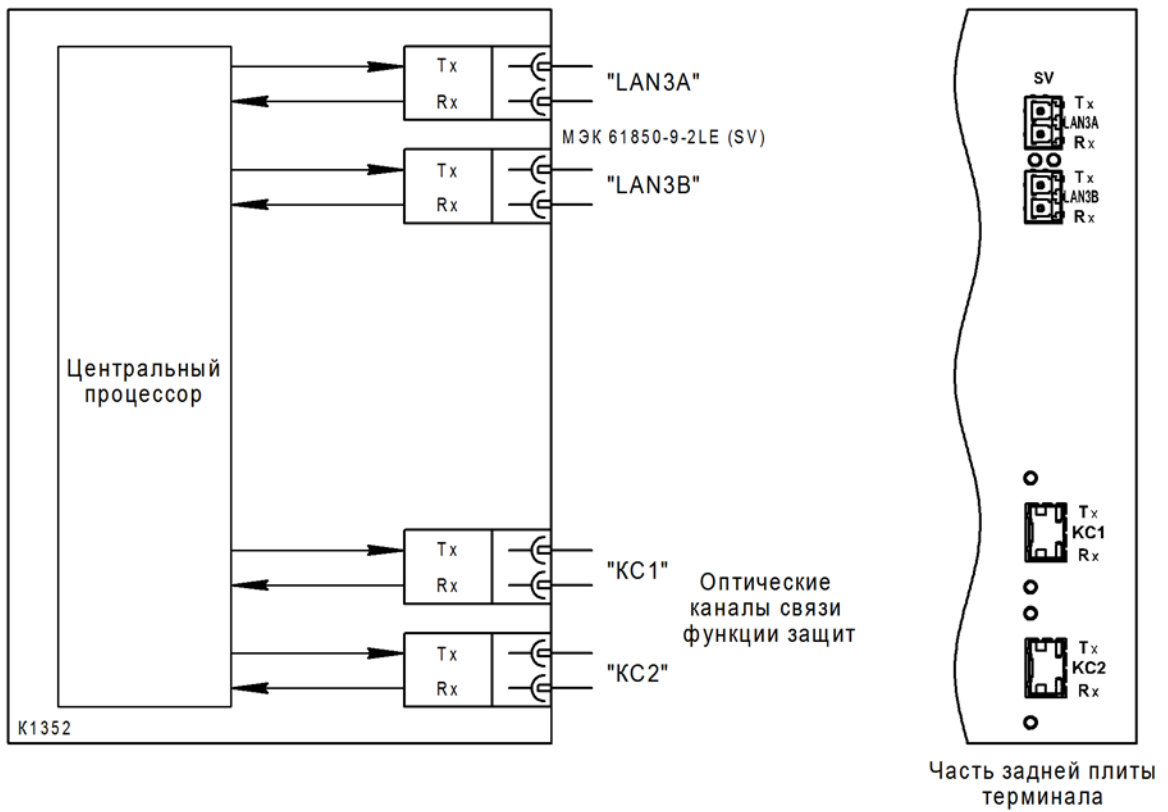 Tx
Rx
"LAN3A"
МЭК 61850-9-2LE (SV)
Tx
Rx
"LAN3B"
Центральный
процессор
Tx
Rx
"КС1"
Оптические
каналы связи
функции защит
Tx
Rx
"КС2"
К1352
SV
Tx
LAN3A
Rx
Tx
LAN3B
Rx
Tx
КС1
Rx
Tx
КС2
Rx
Часть задней плиты
терминала